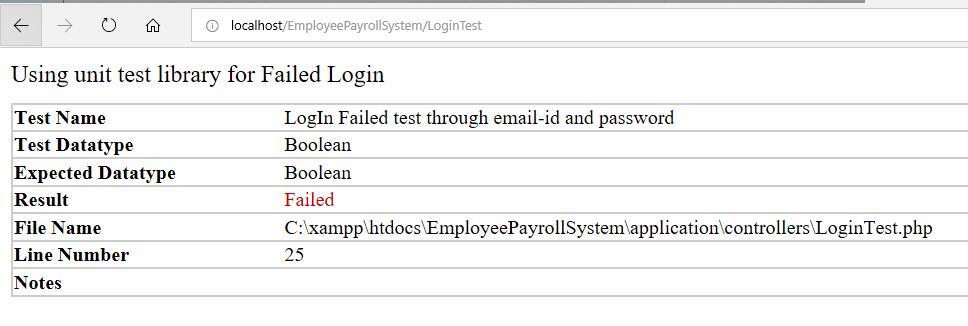 localhost/EmployeePayrollSystem/LoginTest
Using unit test library for Failed Login
Test Name LogIn Failed test through email-id and password
Test Datatype Boolean
Expected Datatype Boolean
Result Failed
File Name C:\xampp\htdocs\EmployeePayrollSystem\application\controllers\LoginTest.php
Line Number 25
Notes